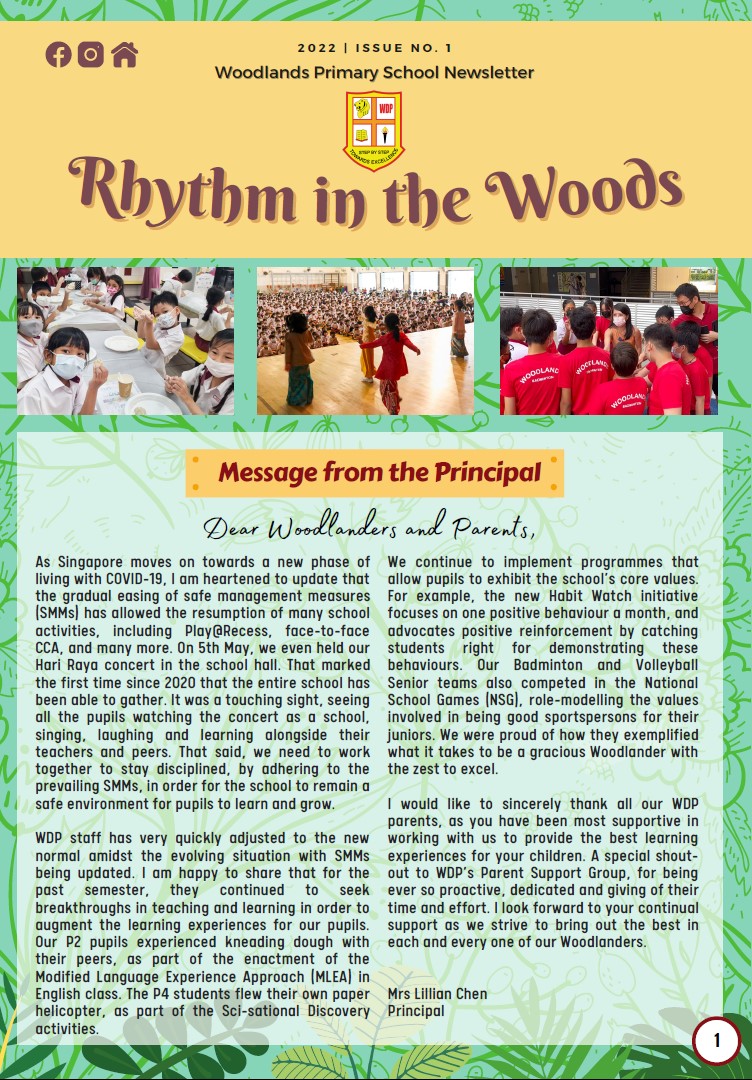 2022 | ISSUE NO. 1
Woodlands Primary School Newsletter
WDP
STEP BY STEP
TOWARDS EXCELLENCE
Rhythm in the Woods
WOODLAND
BADMINTON
WOODLAND
WOODLAND
BADMINTON
Message from the Principal
Dear Woodlanders and Parents,
As Singapore moves on towards a new phase of
living with COVID-19, I am heartened to update that
the gradual easing of safe management measures
(SMMs) has allowed the resumption of many school
activities, including Play@Recess, face-to-face
CCA, and many more. On 5th May, we even held our
Hari Raya concert in the school hall. That marked
the first time since 2020 that the entire school has
been able to gather. It was a touching sight, seeing
all the pupils watching the concert as a school,
singing, laughing and learning alongside their
teachers and peers. That said, we need to work
together to stay disciplined, by adhering to the
prevailing SMMs, in order for the school to remain a
safe environment for pupils to learn and grow.
WDP staff has very quickly adjusted to the new
normal amidst the evolving situation with SMMs
being updated. I am happy to share that for the
past semester, they continued to seek
breakthroughs in teaching and learning in order to
augment the learning experiences for our pupils.
Our P2 pupils experienced kneading dough with
their peers, as part of the enactment of the
Modified Language Experience Approach (MLEA) in
English class. The P4 students flew their own paper
helicopter, as part of the Sci-sational Discovery
activities.
We continue to implement programmes that
allow pupils to exhibit the school's core values.
For example, the new Habit Watch initiative
focuses on one positive behaviour a month, and
advocates positive reinforcement by catching
students right for demonstrating these
behaviours. Our Badminton and Volleyball
Senior teams also competed in the National
School Games (NSG), role-modelling the values
involved in being good sportspersons for their
juniors. We were proud of how they exemplified
what it takes to be a gracious Woodlander with
the zest to excel.
I would like to sincerely thank all our WDP
parents, as you have been most supportive in
working with us to provide the best learning
experiences for your children. A special shout-
out to WDP's Parent Support Group, for being
ever so proactive, dedicated and giving of their
time and effort. I look forward to your continual
support as we strive to bring out the best in
each and every one of our Woodlanders.
Mrs Lillian Chen
Principal
1